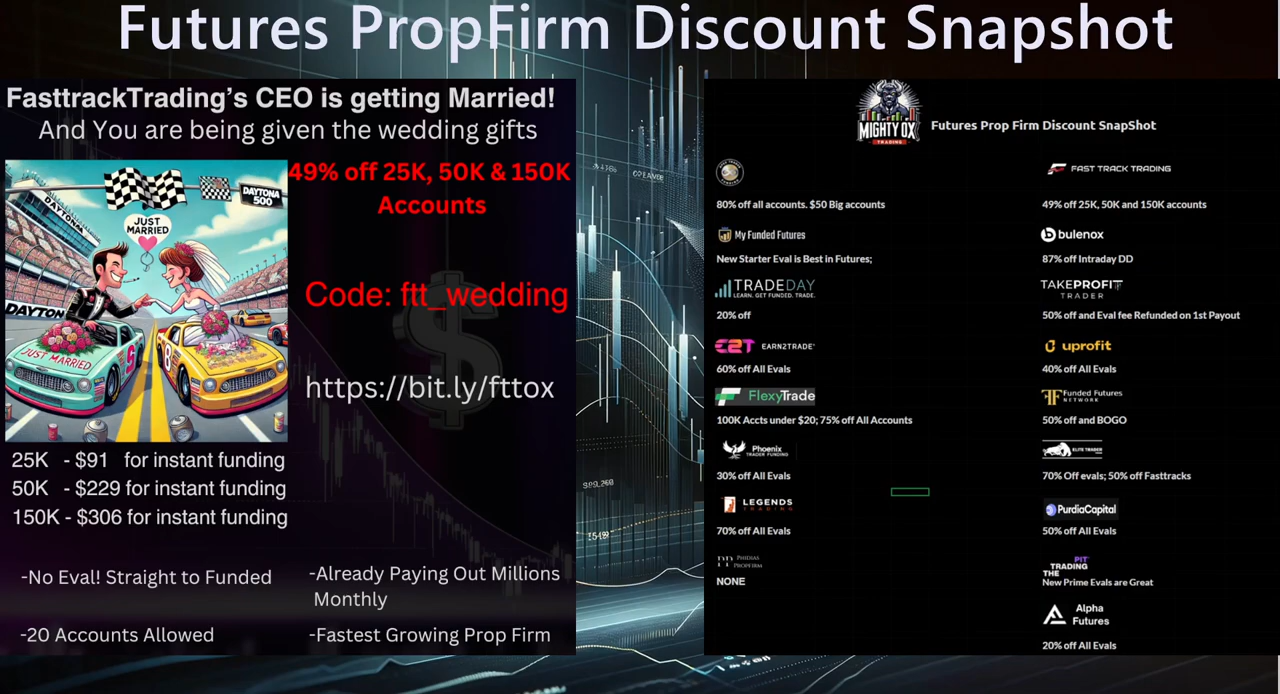 Futures PropFirm Discount Snapshot
FasttrackTrading's CEO is getting Married!
And You are being given the wedding gifts
DAYTONA
DAYTONA 500
JUST MARRIED
DAYTON
JUST MARRIED
49% off 25K, 50K & 150K
Accounts
Code: ftt_wedding
https://bit.ly/fttox
25K - $91 for instant funding
50K - $229 for instant funding
150K - $306 for instant funding
-No Eval! Straight to Funded
-Already Paying Out Millions
Monthly
-20 Accounts Allowed
-Fastest Growing Prop Firm
MIGHTY OX
TRADING
Futures Prop Firm Discount SnapShot
80% off all accounts. $50 Big accounts
FAST TRACK TRADING
49% off 25K, 50K and 150K accounts
My Funded Futures
New Starter Eval is Best in Futures;
bulenox
87% off Intraday DD
TRADEDAY
LEARN. GET FUNDED. TRADE.
20% off
TAKEPROFIT
TRADER
50% off and Eval fee Refunded on 1st Payout
E2T EARN2TRADE
60% off All Evals
uprofit
40% off All Evals
FlexyTrade
100K Accts under $20; 75% off All Accounts
Funded Futures
NETWORK
50% off and BOGO
Phoenix
TRADER FUNDING
30% off All Evals
ELITE TRADER
70% Off evals; 50% off Fasttracks
LEGENDS
TRADING
70% off All Evals
PurdiaCapital
50% off All Evals
PHIDIAS
PROPFIRM
NONE
PIT
TRADING
THE
New Prime Evals are Great
Alpha
Futures
20% off All Evals